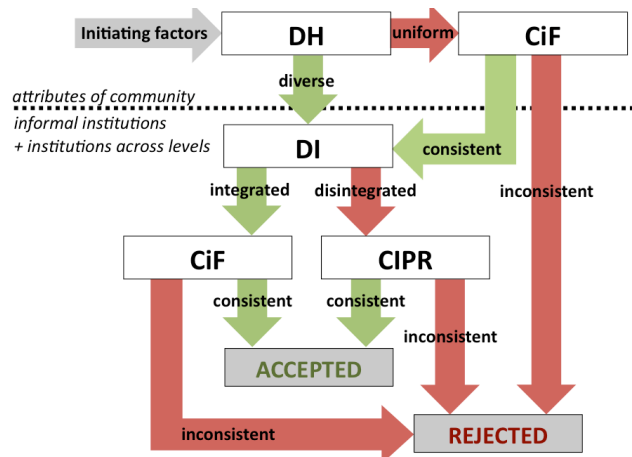 Initiating factors
DH
uniform
CiF
diverse
attributes of community
informal institutions
+ institutions across levels
DI
consistent
integrated
disintegrated
inconsistent
CiF
CIPR
consistent
consistent
inconsistent
ACCEPTED
inconsistent
REJECTED